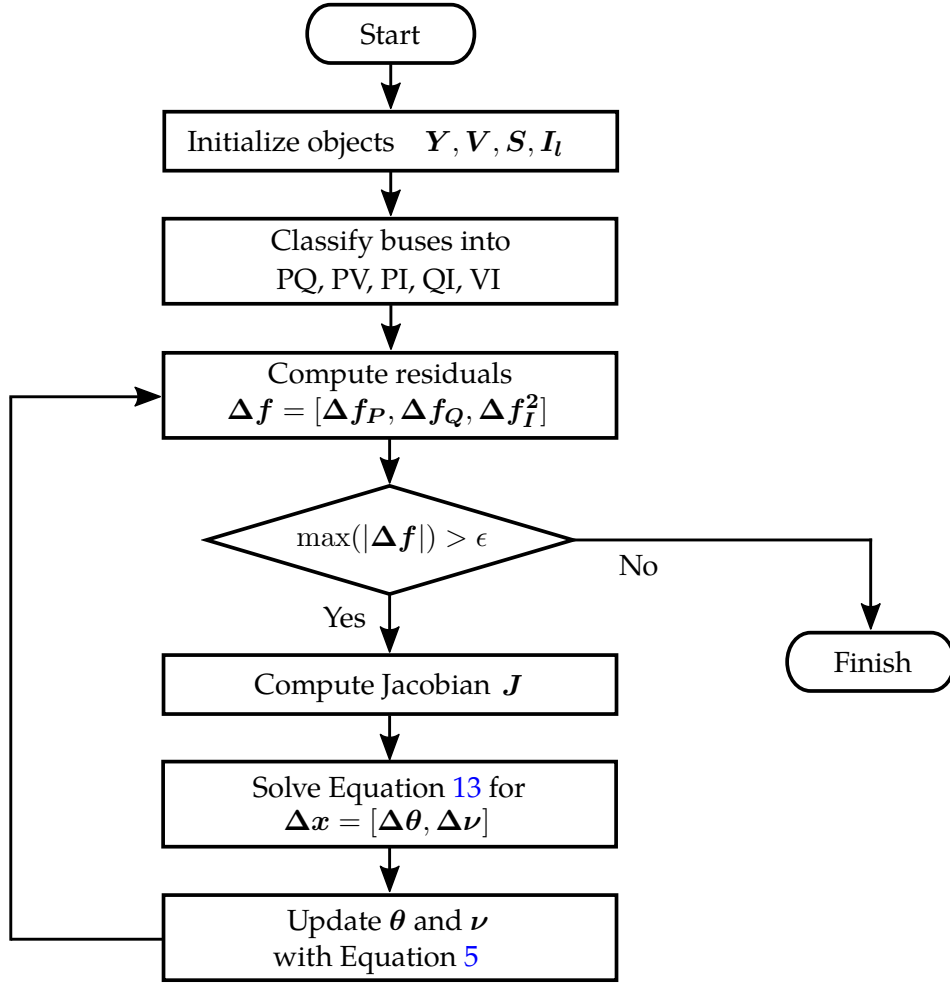 Start
Initialize objects Y, V, S, I_l
Classify buses into
PQ, PV, PI, QI, VI
Compute residuals
Δf = [Δf_P, Δf_Q, Δf_I^2]
max(|Δf|) > ϵ
No
Yes
Finish
Compute Jacobian J
Solve Equation 13 for
Δx = [Δθ, Δν]
Update θ and ν
with Equation 5